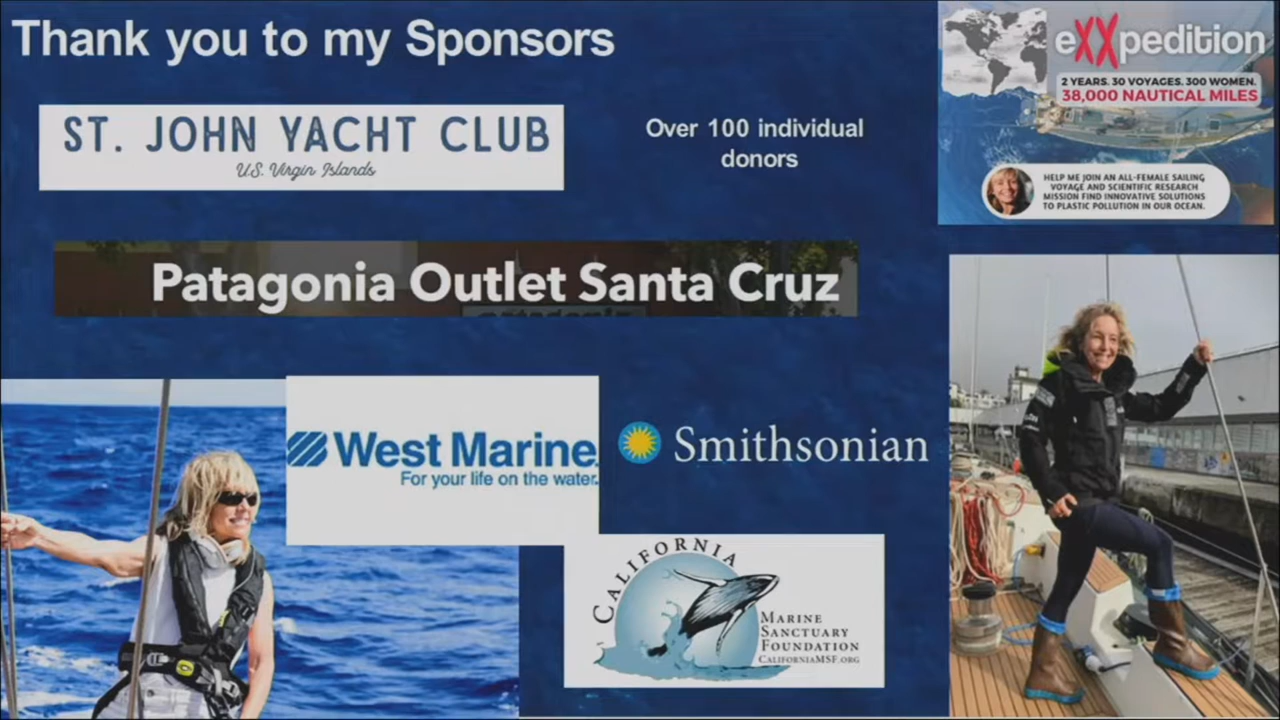 Thank you to my Sponsors
ST. JOHN YACHT CLUB
U.S. Virgin Islands
Over 100 individual
donors
eXXpedition
2 YEARS. 30 VOYAGES. 300 WOMEN.
38,000 NAUTICAL MILES
HELP ME JOIN AN ALL-FEMALE SAILING
VOYAGE AND SCIENTIFIC RESEARCH
MISSION FIND INNOVATIVE SOLUTIONS
TO PLASTIC POLLUTION IN OUR OCEAN.
Patagonia Outlet Santa Cruz
West Marine
For your life on the water.
Smithsonian
CALIFORNIA
MARINE
SANCTUARY
FOUNDATION
CALIFORNIAMSF.ORG